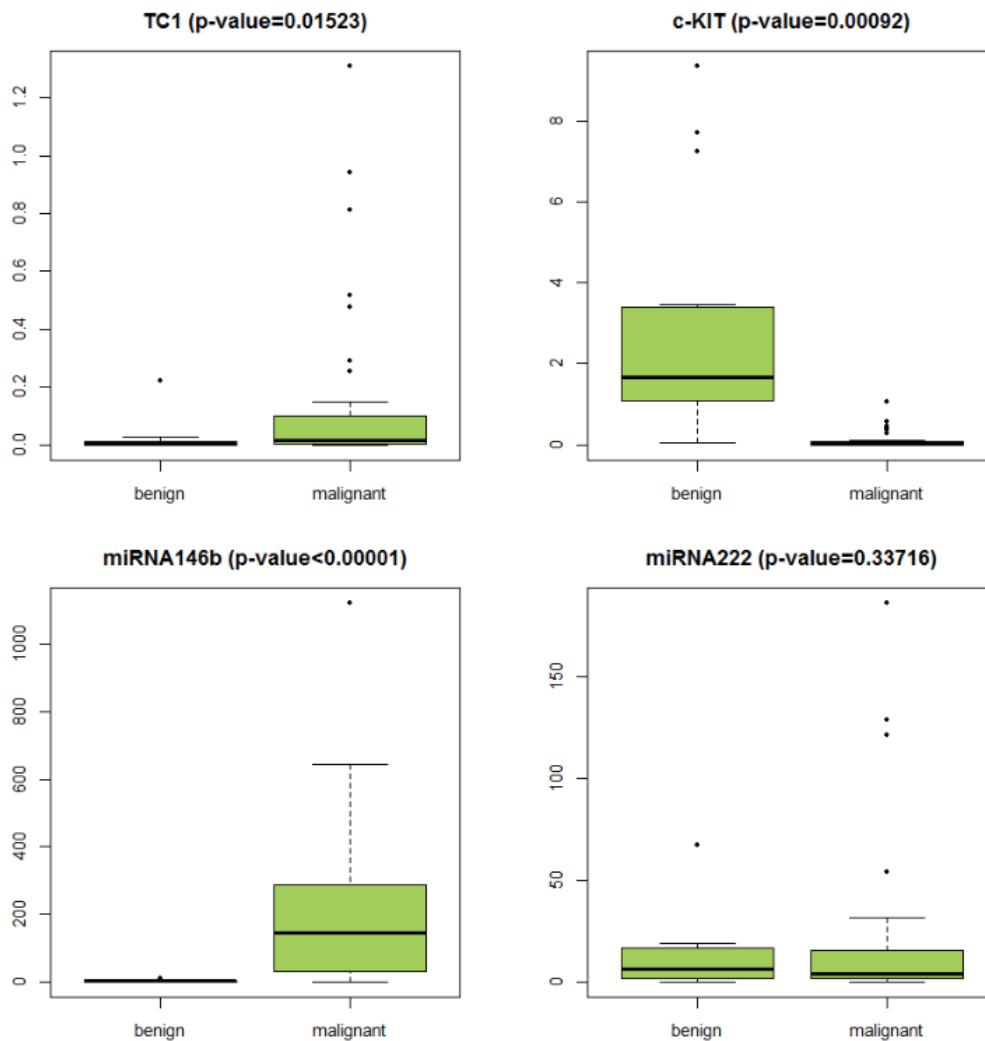 TC1 (p-value=0.01523)
1.2
1.0
0.8
0.6
0.4
0.2
0.0
benign malignant
c-KIT (p-value=0.00092)
8
6
4
2
0
benign malignant
miRNA146b (p-value<0.00001)
1000
800
600
400
200
0
benign malignant
miRNA222 (p-value=0.33716)
150
100
50
0
benign malignant